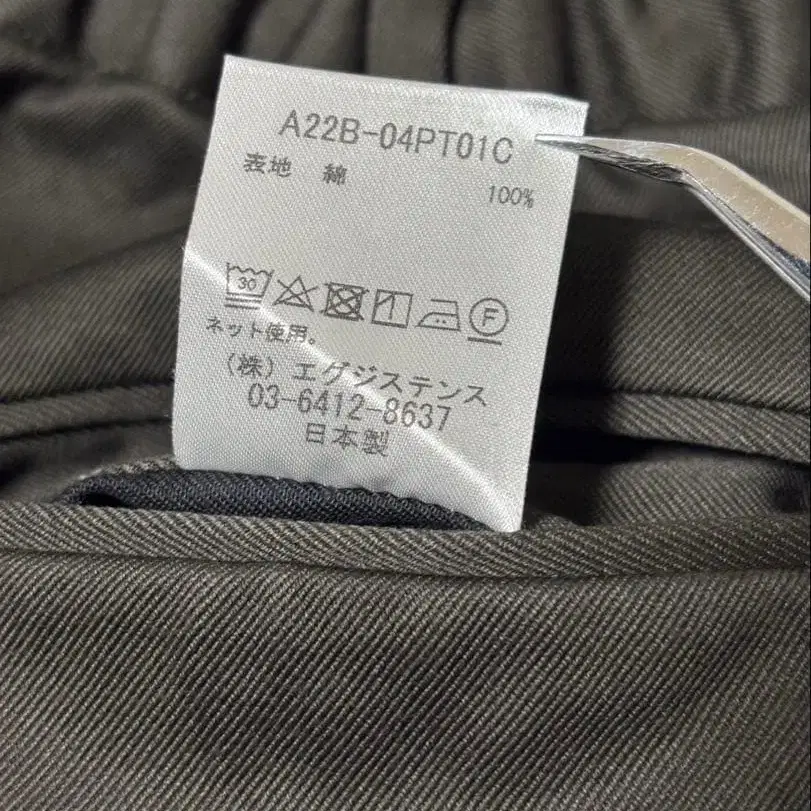 A22B-04PT01C
表地 綿 100%
30 F
ネット使用。
(株) エグジステンス
03-6412-8637
日本製